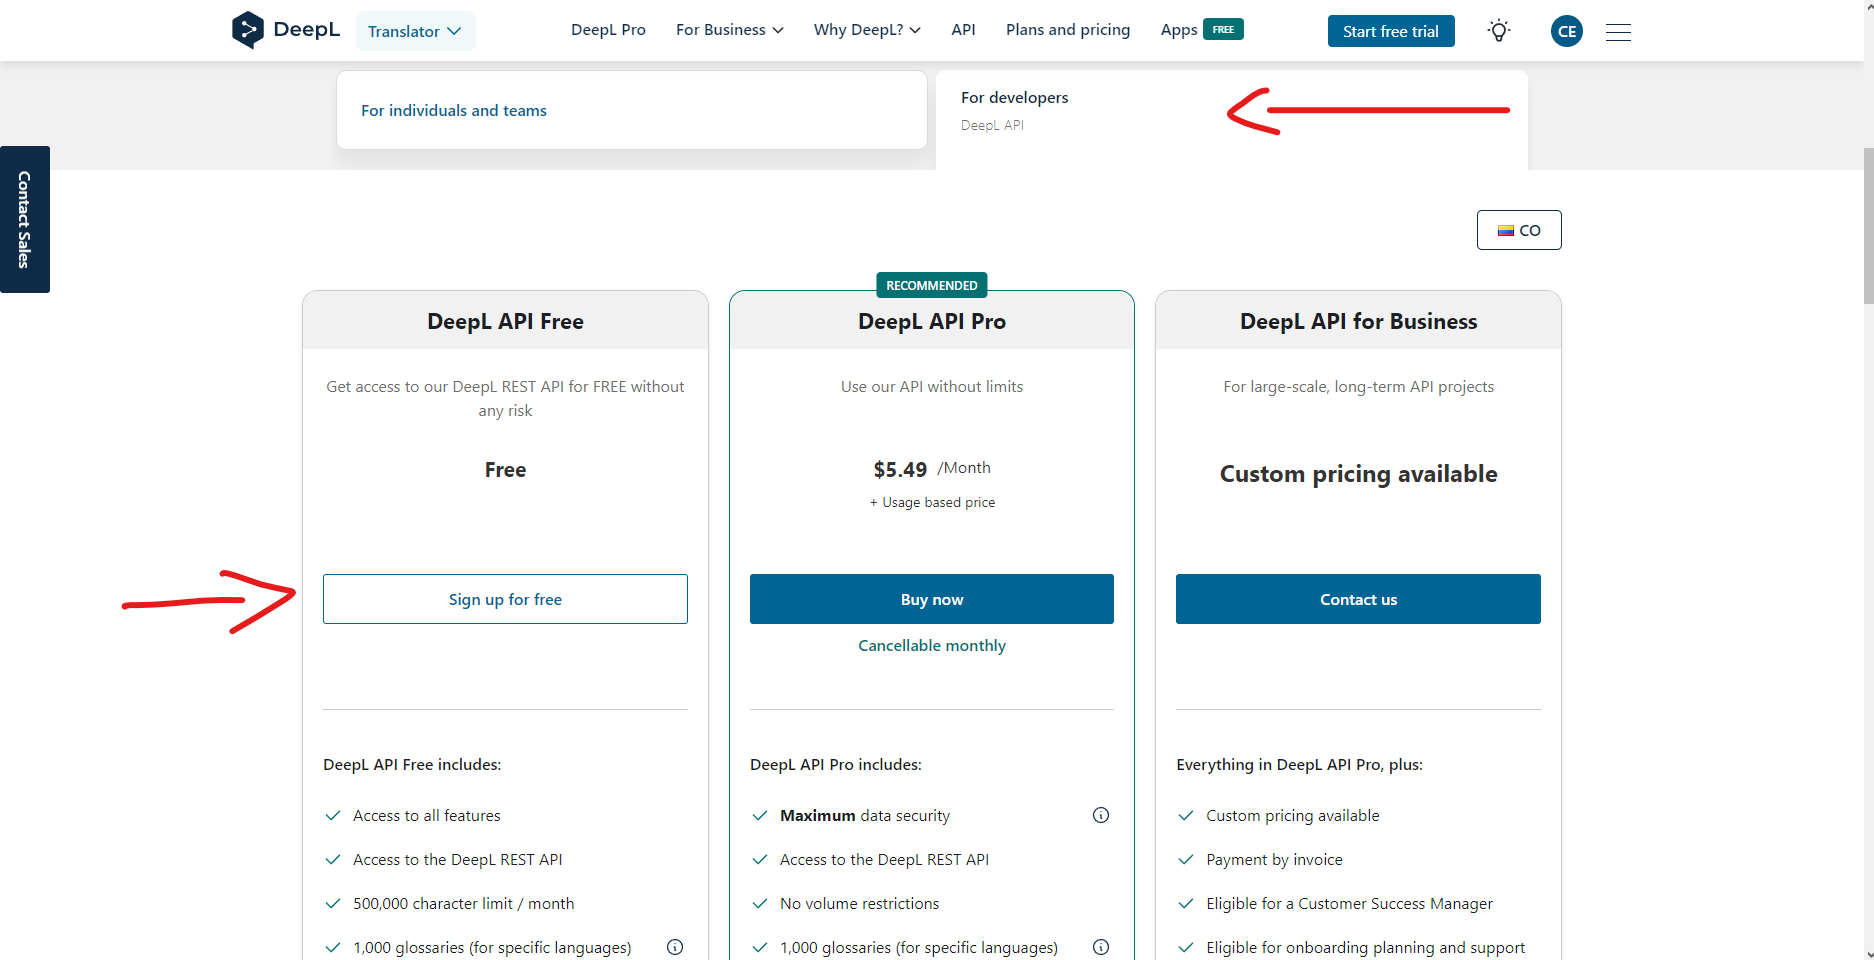 DeepL
Translator
DeepL Pro
For Business
Why DeepL?
API
Plans and pricing
Apps FREE
Start free trial
CE
For individuals and teams
For developers
DeepL API
Contact Sales
CO
DeepL API Free
Get access to our DeepL REST API for FREE without
any risk
Free
Sign up for free
DeepL API Free includes:
Access to all features
Access to the DeepL REST API
500,000 character limit / month
1,000 glossaries (for specific languages)
RECOMMENDED
DeepL API Pro
Use our API without limits
$5.49 /Month
+ Usage based price
Buy now
Cancellable monthly
DeepL API Pro includes:
Maximum data security
Access to the DeepL REST API
No volume restrictions
1,000 glossaries (for specific languages)
DeepL API for Business
For large-scale, long-term API projects
Custom pricing available
Contact us
Everything in DeepL API Pro, plus:
Custom pricing available
Payment by invoice
Eligible for a Customer Success Manager
Eligible for onboarding planning and support